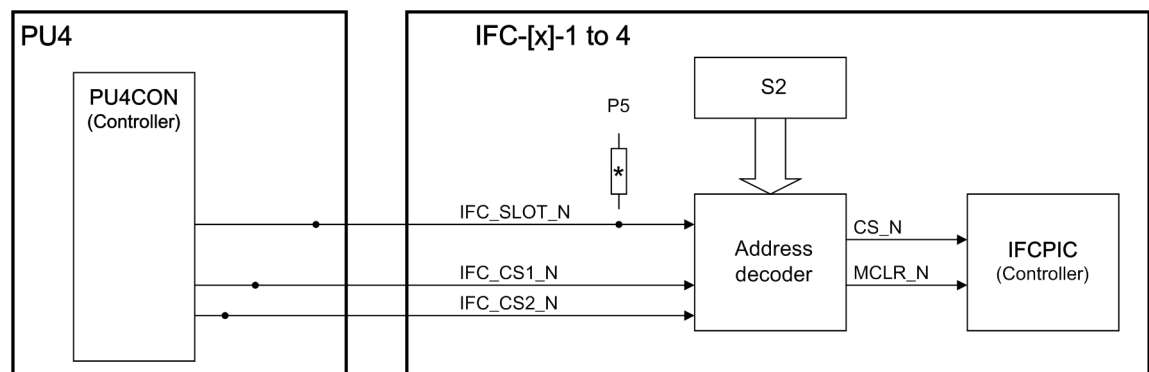 PU4
IFC-[x]-1 to 4
PU4CON
(Controller)
S2
P5
*
IFC_SLOT_N
IFC_CS1_N
IFC_CS2_N
Address
decoder
CS_N
MCLR_N
IFCPIC
(Controller)